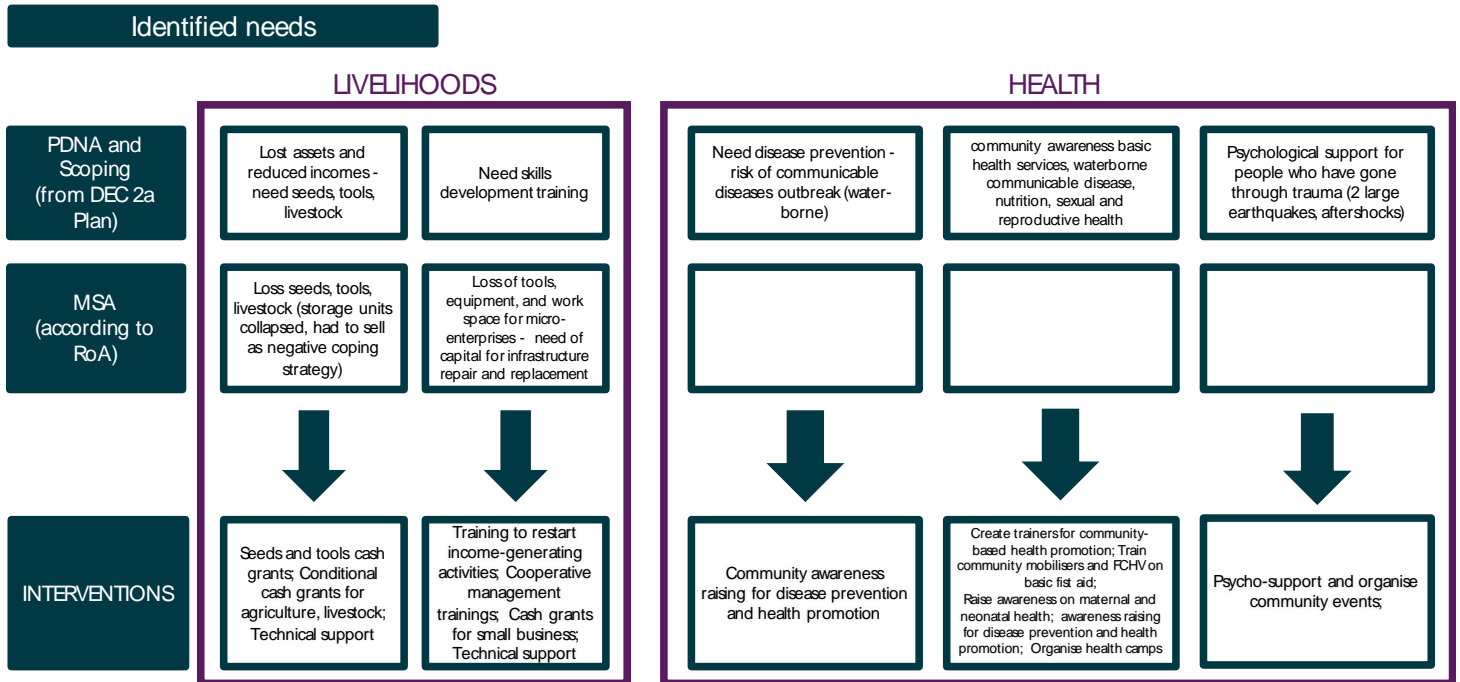 Identified needs
LIVELIHOODS
HEALTH
PDNA and
Scoping
(from DEC 2a
Plan)
Lost assets and
reduced incomes -
need seeds, tools,
livestock
Need skills
development training
Need disease prevention -
risk of communicable
diseases outbreak (water-
borne)
community awareness basic
health services, waterborne
communicable disease,
nutrition, sexual and
reproductive health
Psychological support for
people who have gone
through trauma (2 large
earthquakes, aftershocks)
MSA
(according to
RoA)
Loss seeds, tools,
livestock (storage units
collapsed, had to sell
as negative coping
strategy)
Loss of tools,
equipment, and work
space for micro-
enterprises - need of
capital for infrastructure
repair and replacement
INTERVENTIONS
Seeds and tools cash
grants; Conditional
cash grants for
agriculture, livestock;
Technical support
Training to restart
income-generating
activities; Cooperative
management
trainings; Cash grants
for small business;
Technical support
Community awareness
raising for disease prevention
and health promotion
Create trainers for community-
based health promotion; Train
community mobilisers and FCHV on
basic fist aid;
Raise awareness on maternal and
neonatal health; awareness raising
for disease prevention and health
promotion; Organise health camps
Psycho-support and organise
community events;